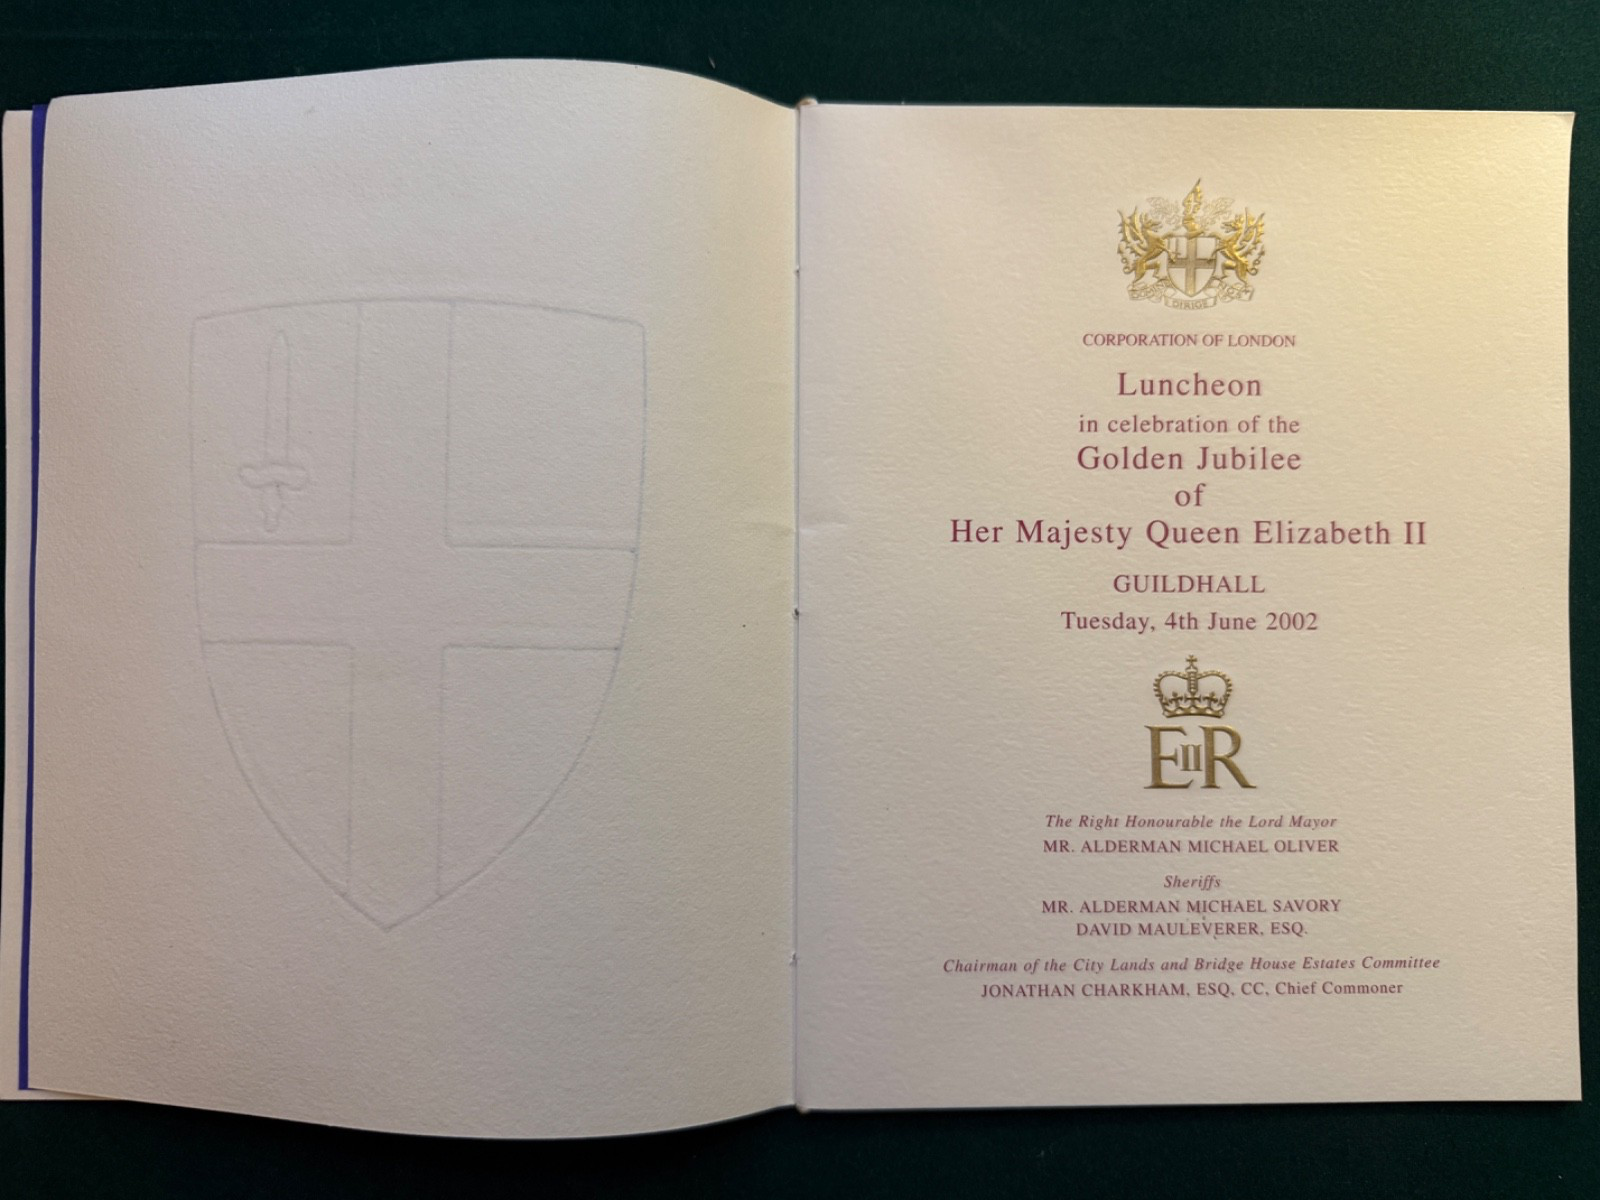 DIRIGE
CORPORATION OF LONDON
Luncheon
in celebration of the
Golden Jubilee
of
Her Majesty Queen Elizabeth II
GUILDHALL
Tuesday, 4th June 2002
EIIR
The Right Honourable the Lord Mayor
MR. ALDERMAN MICHAEL OLIVER
Sheriffs
MR. ALDERMAN MICHAEL SAVORY
DAVID MAULEVERER, ESQ.
Chairman of the City Lands and Bridge House Estates Committee
JONATHAN CHARKHAM, ESQ, CC, Chief Commoner